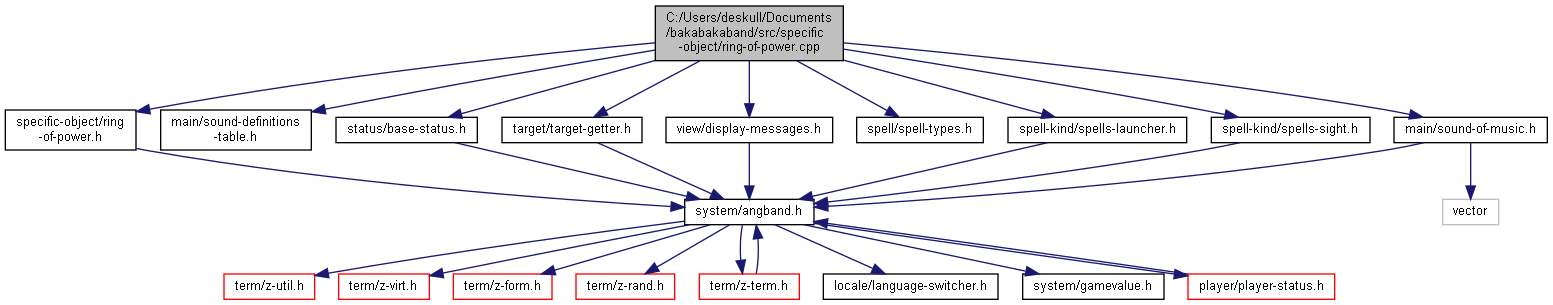 C:/Users/deskull/Documents
/bakabakaband/src/specific
-object/ring-of-power.cpp
specific-object/ring
-of-power.h
main/sound-definitions
-table.h
status/base-status.h
target/target-getter.h
view/display-messages.h
spell/spell-types.h
spell-kind/spells-launcher.h
spell-kind/spells-sight.h
main/sound-of-music.h
system/angband.h
vector
term/z-util.h
term/z-virt.h
term/z-form.h
term/z-rand.h
term/z-term.h
locale/language-switcher.h
system/gamevalue.h
player/player-status.h